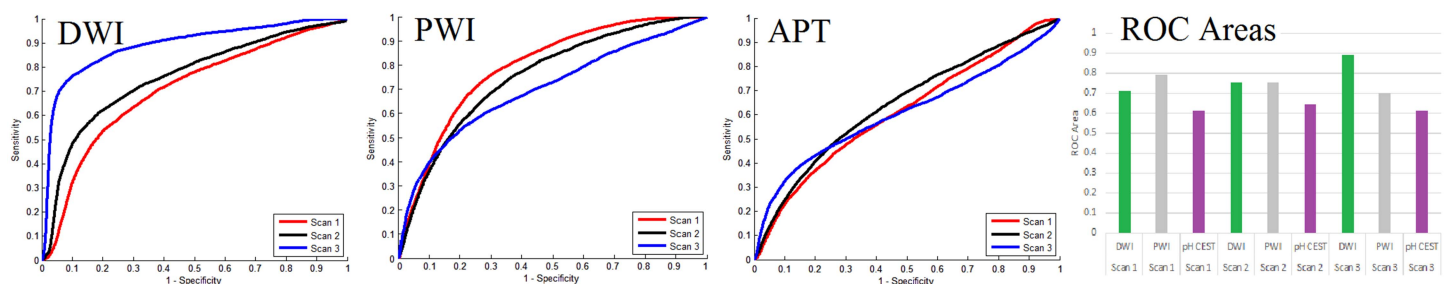 DWI
1
0.9
0.8
0.7
0.6
0.5
0.4
0.3
0.2
0.1
0
Sensitivity
Scan 1
Scan 2
Scan 3
0 0.1 0.2 0.3 0.4 0.5 0.6 0.7 0.8 0.9 1
1 - Specificity
PWI
1
0.9
0.8
0.7
0.6
0.5
0.4
0.3
0.2
0.1
0
Sensitivity
Scan 1
Scan 2
Scan 3
0 0.1 0.2 0.3 0.4 0.5 0.6 0.7 0.8 0.9 1
1 - Specificity
APT
1
0.9
0.8
0.7
0.6
0.5
0.4
0.3
0.2
0.1
0
Sensitivity
Scan 1
Scan 2
Scan 3
0 0.1 0.2 0.3 0.4 0.5 0.6 0.7 0.8 0.9 1
1 - Specificity
ROC Areas
1
0.9
0.8
0.7
0.6
0.5
0.4
0.3
0.2
0.1
0
ROC Area
DWI PWI pH CEST DWI PWI pH CEST DWI PWI pH CEST
Scan 1 Scan 1 Scan 1 Scan 2 Scan 2 Scan 2 Scan 3 Scan 3 Scan 3